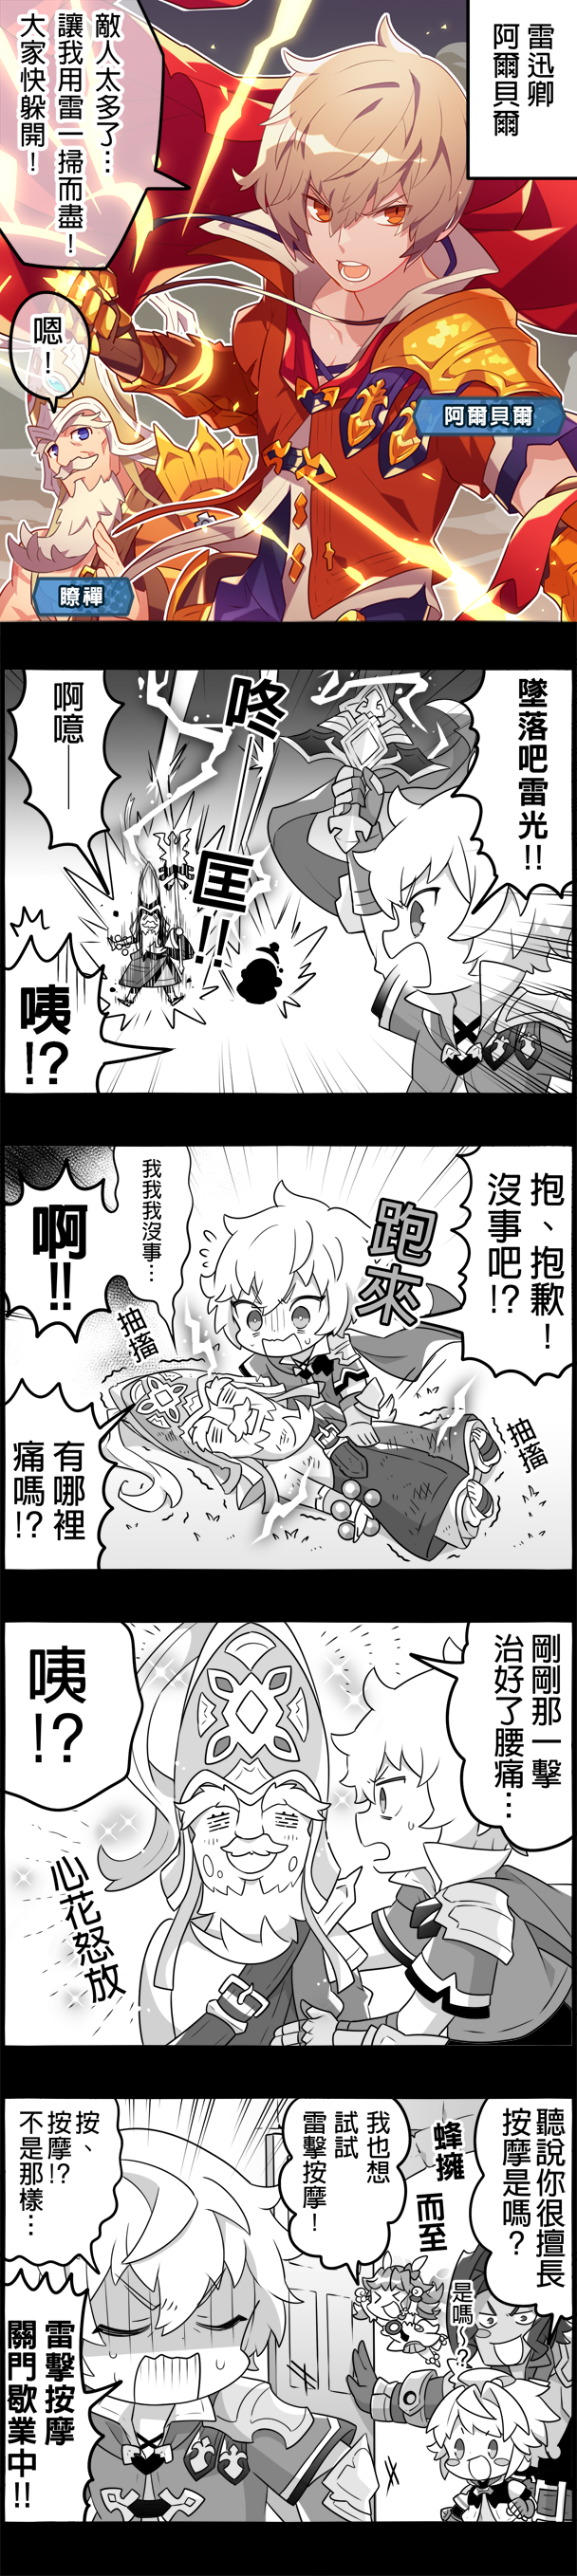 雷迅卿
阿爾貝爾
敵人太多了…
讓我用雷一掃而盡！
大家快躲開！
嗯！
阿爾貝爾
瞭禪
墜落吧雷光!!
咚
匡!!
啊噫——
咦!?
抱、抱歉！
沒事吧!?
跑來
我我我沒事…
啊!!
抽搐
抽搐
有哪裡
痛嗎!?
剛剛那一擊
治好了腰痛…
咦!?
心花怒放
聽說你很擅長
按摩是嗎？
蜂擁
而至
是嗎～？
我也想
試試
雷擊按摩！
按、
按摩!?
不是那樣…
雷擊按摩
關門歇業中!!